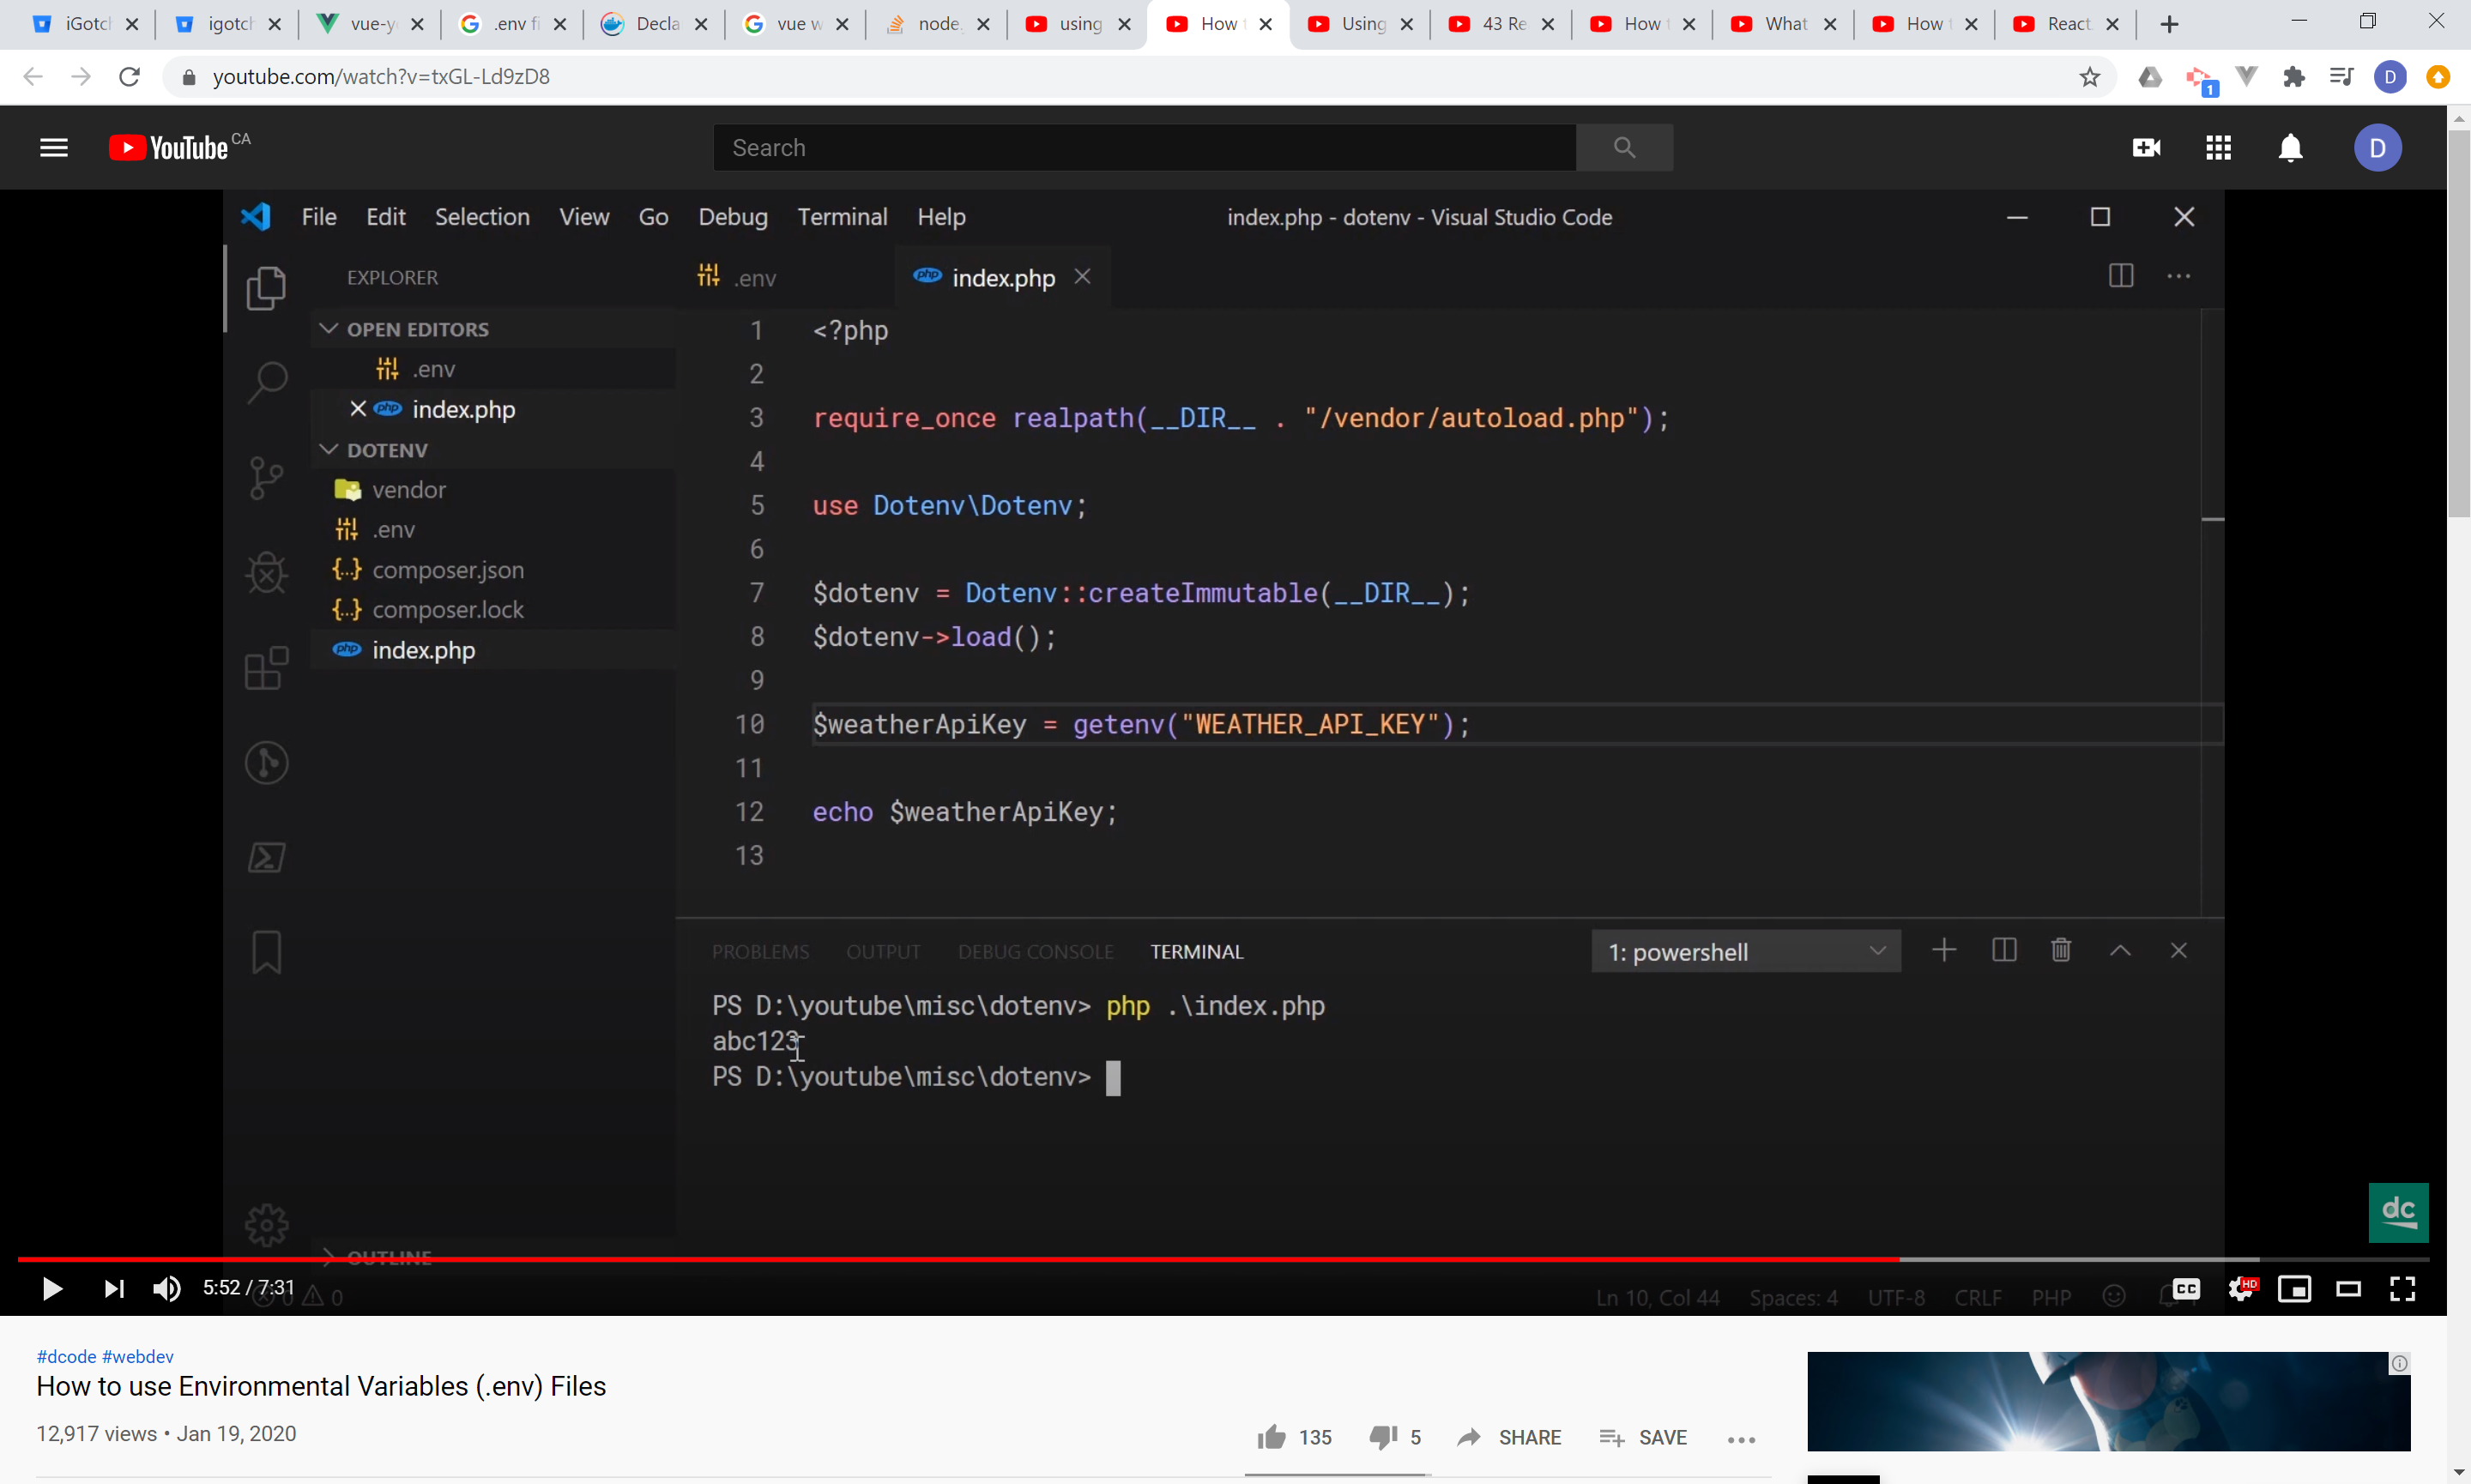 iGotch igotch vue-y .env fi Decla vue w node. using How t Using 43 Re How t What How t React
youtube.com/watch?v=txGL-Ld9zD8
1 D
YouTube CA Search D
File Edit Selection View Go Debug Terminal Help index.php - dotenv - Visual Studio Code
EXPLORER .env index.php
OPEN EDITORS
.env
index.php
DOTENV
vendor
.env
composer.json
composer.lock
index.php
1 <?php
2
3 require_once realpath(__DIR__ . "/vendor/autoload.php");
4
5 use Dotenv\Dotenv;
6
7 $dotenv = Dotenv::createImmutable(__DIR__);
8 $dotenv->load();
9
10 $weatherApiKey = getenv("WEATHER_API_KEY");
11
12 echo $weatherApiKey;
13
PROBLEMS OUTPUT DEBUG CONSOLE TERMINAL 1: powershell
PS D:\youtube\misc\dotenv> php .\index.php
abc123
PS D:\youtube\misc\dotenv>
dc
OUTLINE
5:52 / 7:31 CC HD
0 0 Ln 10, Col 44 Spaces: 4 UTF-8 CRLF PHP
#dcode #webdev
How to use Environmental Variables (.env) Files
12,917 views • Jan 19, 2020
135 5 SHARE SAVE